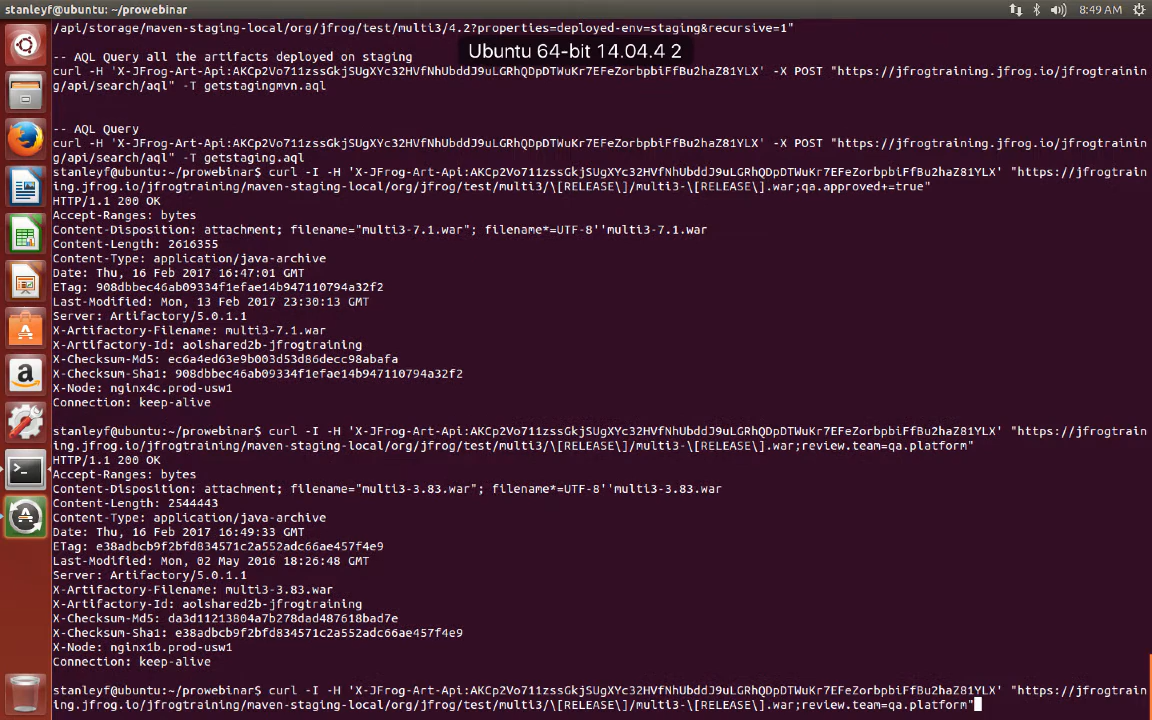 stanleyf@ubuntu: ~/prowebinar
8:49 AM
/api/storage/maven-staging-local/org/jfrog/test/multi3/4.2?properties=deployed-env=staging&recursive=1"
Ubuntu 64-bit 14.04.4 2
-- AQL Query all the artifacts deployed on staging
curl -H 'X-JFrog-Art-Api:AKCp2Vo711zssGkjSUgXYc32HVfNhUbddJ9uLGRhQpDpDTWuKr7EFeZorbpbiFfBu2haZ81YLX' -X POST "https://jfrogtraining.jfrog.io/jfrogtrainin
g/api/search/aql" -T getstagingmvn.aql
-- AQL Query
curl -H 'X-JFrog-Art-Api:AKCp2Vo711zssGkjSUgXYc32HVfNhUbddJ9uLGRhQpDpDTWuKr7EFeZorbpbiFfBu2haZ81YLX' -X POST "https://jfrogtraining.jfrog.io/jfrogtrainin
g/api/search/aql" -T getstaging.aql
stanleyf@ubuntu:~/prowebinar$ curl -I -H 'X-JFrog-Art-Api:AKCp2Vo711zssGkjSUgXYc32HVfNhUbddJ9uLGRhQpDpDTWuKr7EFeZorbpbiFfBu2haZ81YLX' "https://jfrogtrain
ing.jfrog.io/jfrogtraining/maven-staging-local/org/jfrog/test/multi3/\[RELEASE\]/multi3-\[RELEASE\].war;qa.approved+=true"
HTTP/1.1 200 OK
Accept-Ranges: bytes
Content-Disposition: attachment; filename="multi3-7.1.war"; filename*=UTF-8''multi3-7.1.war
Content-Length: 2616355
Content-Type: application/java-archive
Date: Thu, 16 Feb 2017 16:47:01 GMT
ETag: 908dbbec46ab09334f1efae14b947110794a32f2
Last-Modified: Mon, 13 Feb 2017 23:30:13 GMT
Server: Artifactory/5.0.1.1
X-Artifactory-Filename: multi3-7.1.war
X-Artifactory-Id: aolshared2b-jfrogtraining
X-Checksum-Md5: ec6a4ed63e9b003d53d86decc98abafa
X-Checksum-Sha1: 908dbbec46ab09334f1efae14b947110794a32f2
X-Node: nginx4c.prod-usw1
Connection: keep-alive
stanleyf@ubuntu:~/prowebinar$ curl -I -H 'X-JFrog-Art-Api:AKCp2Vo711zssGkjSUgXYc32HVfNhUbddJ9uLGRhQpDpDTWuKr7EFeZorbpbiFfBu2haZ81YLX' "https://jfrogtrain
ing.jfrog.io/jfrogtraining/maven-staging-local/org/jfrog/test/multi3/\[RELEASE\]/multi3-\[RELEASE\].war;review.team=qa.platform"
HTTP/1.1 200 OK
Accept-Ranges: bytes
Content-Disposition: attachment; filename="multi3-3.83.war"; filename*=UTF-8''multi3-3.83.war
Content-Length: 2544443
Content-Type: application/java-archive
Date: Thu, 16 Feb 2017 16:49:33 GMT
ETag: e38adbcb9f2bfd834571c2a552adc66ae457f4e9
Last-Modified: Mon, 02 May 2016 18:26:48 GMT
Server: Artifactory/5.0.1.1
X-Artifactory-Filename: multi3-3.83.war
X-Artifactory-Id: aolshared2b-jfrogtraining
X-Checksum-Md5: da3d11213804a7b278dad487618bad7e
X-Checksum-Sha1: e38adbcb9f2bfd834571c2a552adc66ae457f4e9
X-Node: nginx1b.prod-usw1
Connection: keep-alive
stanleyf@ubuntu:~/prowebinar$ curl -I -H 'X-JFrog-Art-Api:AKCp2Vo711zssGkjSUgXYc32HVfNhUbddJ9uLGRhQpDpDTWuKr7EFeZorbpbiFfBu2haZ81YLX' "https://jfrogtrain
ing.jfrog.io/jfrogtraining/maven-staging-local/org/jfrog/test/multi3/\[RELEASE\]/multi3-\[RELEASE\].war;review.team=qa.platform"